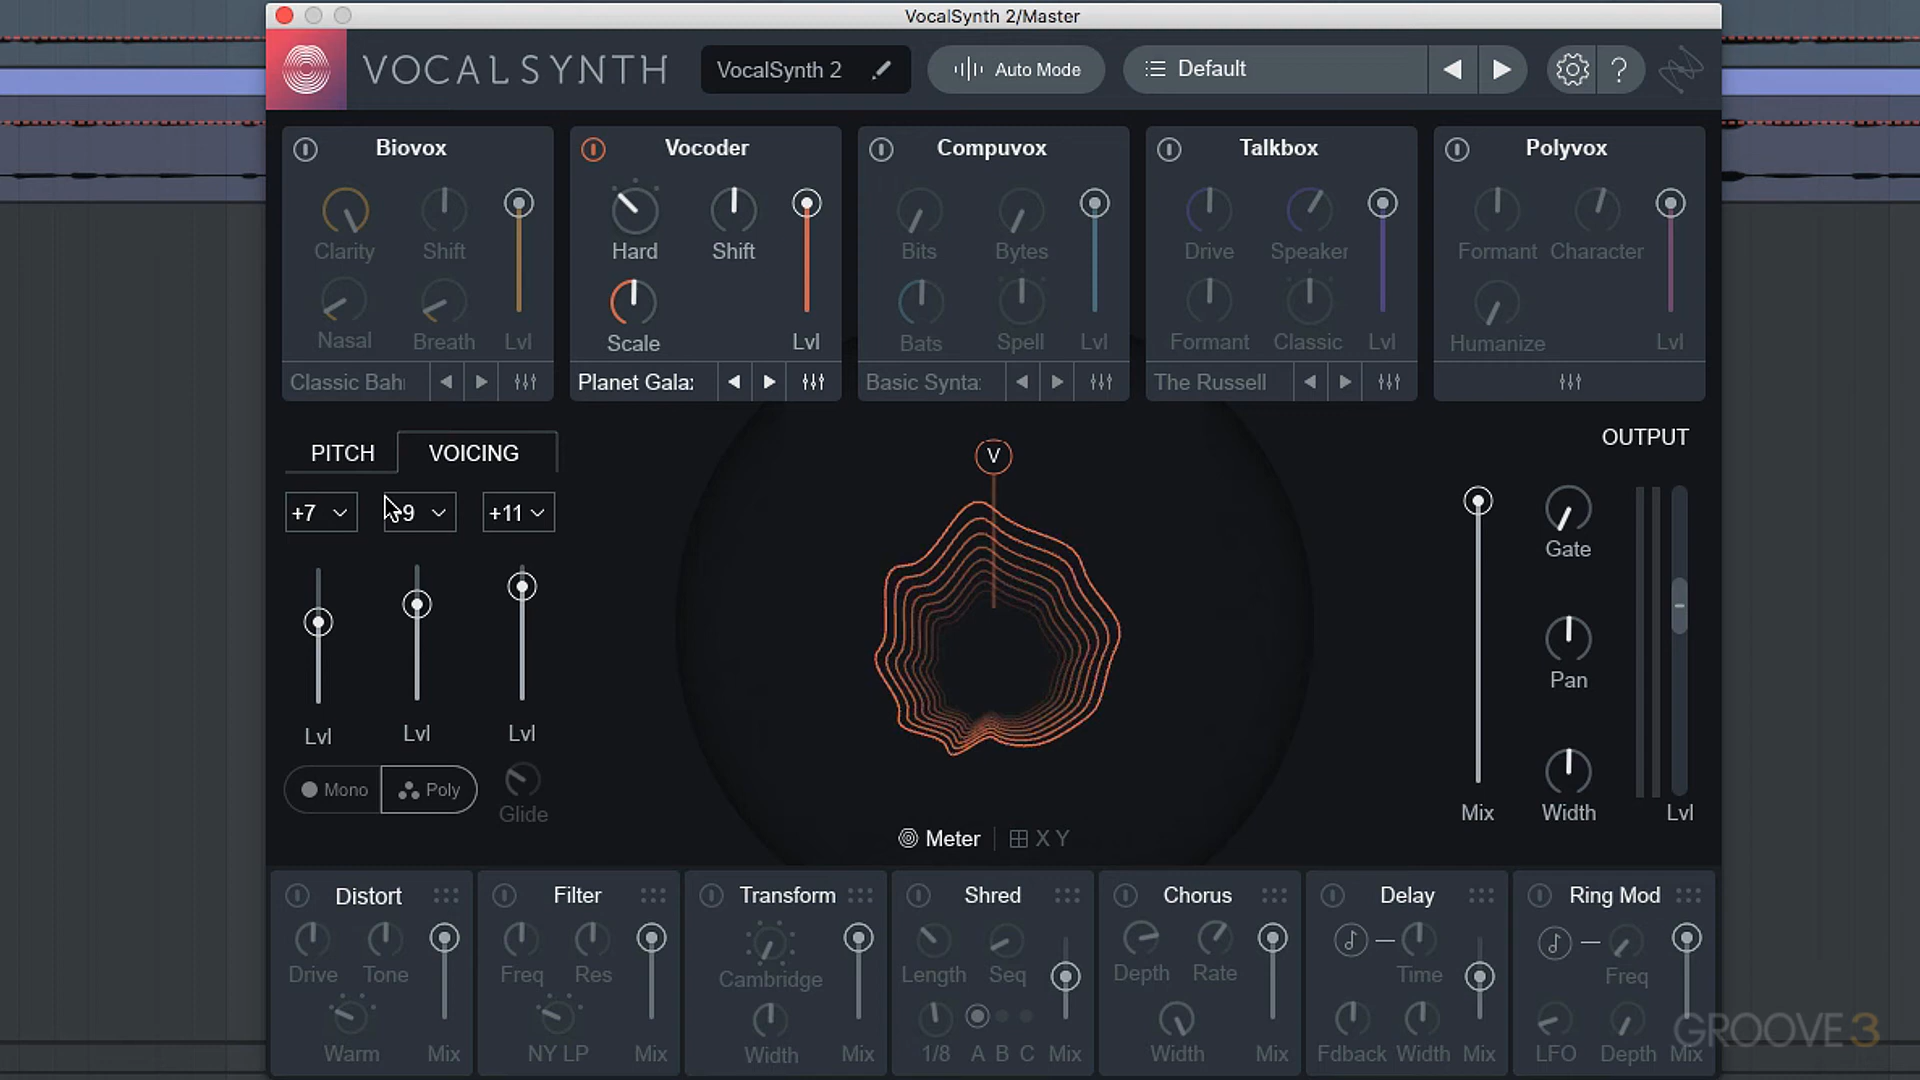 VocalSynth 2/Master
VOCALSYNTH
VocalSynth 2
Auto Mode
Default
?
Biovox
Vocoder
Compuvox
Talkbox
Polyvox
Clarity
Shift
Hard
Shift
Bits
Bytes
Drive
Speaker
Formant
Character
Nasal
Breath
Lvl
Scale
Lvl
Bats
Spell
Lvl
Formant
Classic
Lvl
Humanize
Lvl
Classic Bah
Planet Gala
Basic Synta
The Russell
PITCH
VOICING
OUTPUT
+7
9
+11
V
Gate
Pan
Lvl
Lvl
Lvl
Mono
Poly
Glide
Mix
Width
Lvl
Meter
X Y
Distort
Filter
Transform
Shred
Chorus
Delay
Ring Mod
Drive
Tone
Freq
Res
Cambridge
Length
Seq
Depth
Rate
Time
Freq
Warm
Mix
NY LP
Mix
Width
Mix
1/8
A B C
Mix
Width
Mix
Fdback
Width
Mix
LFO
Depth
Mix
GROOVE3